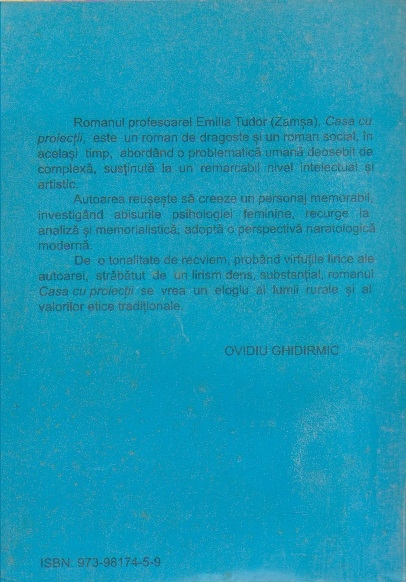 Romanul profesoarei Emilia Tudor (Zamșa), Casa cu
proiecții, este un roman de dragoste și un roman social, în
același timp, abordând o problematică umană deosebit de
complexă, susținută la un remarcabil nivel intelectual și
artistic.
Autoarea reușește să creeze un personaj memorabil,
investigând abisurile psihologiei feminine, recurge la
analiză și memorialistică, adoptă o perspectivă naratologică
modernă.
De o tonalitate de recviem, probând virtuțile lirice ale
autoarei, străbătut de un lirism dens, substanțial, romanul
Casa cu proiecții se vrea un elogiu al lumii rurale și al
valorilor etice tradiționale.
OVIDIU GHIDIRMIC
ISBN. 973-98174-5-9